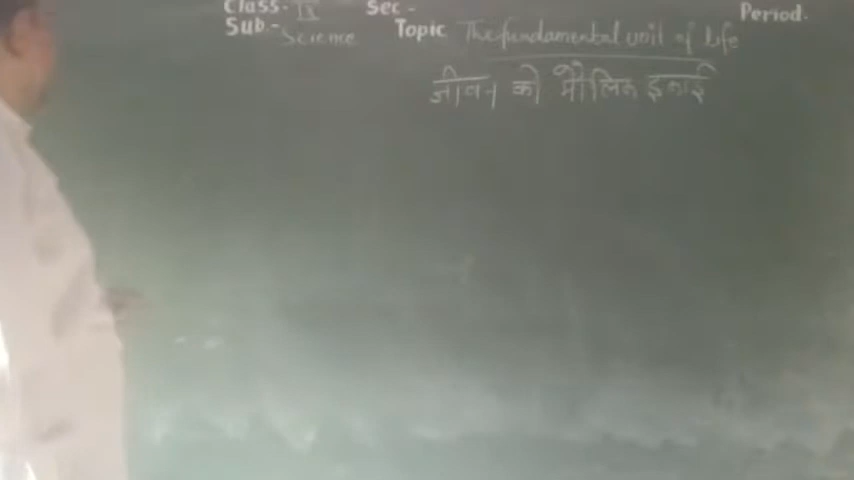 Class- IX Sec - Period-
Sub.- Science Topic The fundamental unit of life
जीवन की मौलिक इकाई